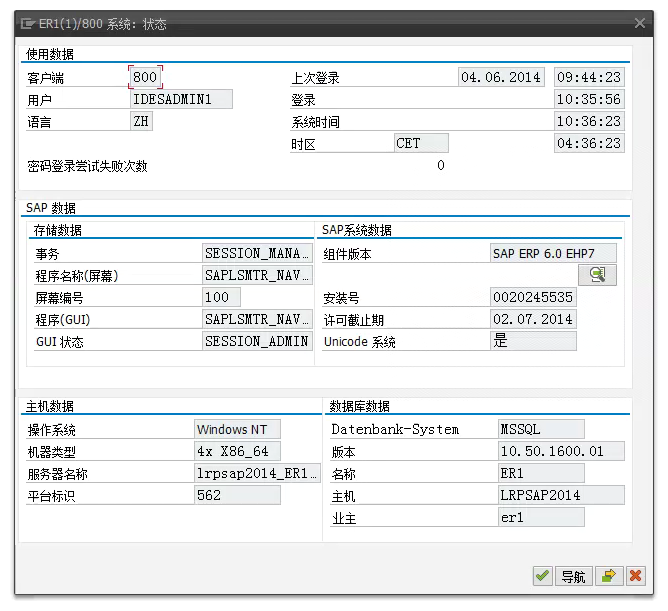 ER1(1)/800 系统: 状态
使用数据
客户端 800 上次登录 04.06.2014 09:44:23
用户 IDESADMIN1 登录 10:35:56
语言 ZH 系统时间 10:36:23
时区 CET 04:36:23
密码登录尝试失败次数 0
SAP 数据
存储数据
事务 SESSION_MANA...
程序名称(屏幕) SAPLSMTR_NAV...
屏幕编号 100
程序(GUI) SAPLSMTR_NAV...
GUI 状态 SESSION_ADMIN
SAP系统数据
组件版本 SAP ERP 6.0 EHP7
安装号 0020245535
许可截止期 02.07.2014
Unicode 系统 是
主机数据
操作系统 Windows NT
机器类型 4x X86_64
服务器名称 lrpsap2014_ER1...
平台标识 562
数据库数据
Datenbank-System MSSQL
版本 10.50.1600.01
名称 ER1
主机 LRPSAP2014
业主 er1
导航